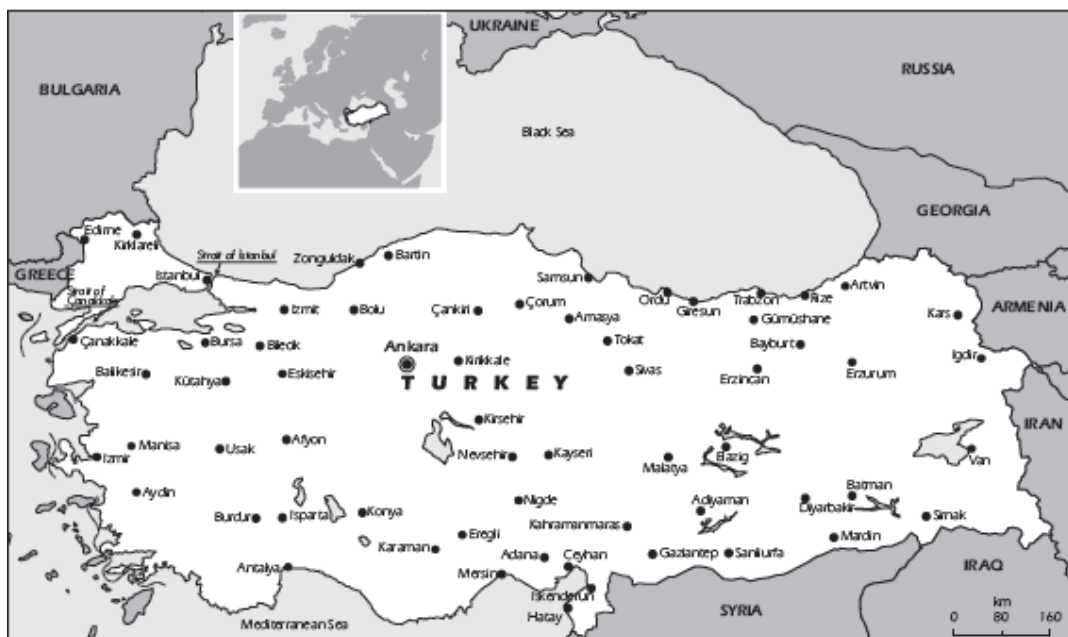 UKRAINE
RUSSIA
BULGARIA
Black Sea
GEORGIA
Edirne
Kirklareli
Strait of Istanbul
Zonguldak
Bartin
GREECE
Istanbul
Samsun
Artvin
Strait of
Çanakkale
Ordu
Trabzon
Rize
Izmit
Bolu
Çankiri
Çorum
Giresun
ARMENIA
Amasya
Gümüshane
Kars
Çanakkale
Bursa
Bilecik
Ankara
Tokat
Bayburt
Igdir
Kirikkale
Balikesir
Kütahya
Eskisehir
TURKEY
Sivas
Erzincan
Erzurum
Kirsehir
IRAN
Manisa
Izmir
Usak
Afyon
Nevsehir
Kayseri
Malatya
Elazig
Van
Aydin
Batman
Nigde
Adiyaman
Diyarbakir
Burdur
Isparta
Konya
Kahramanmaras
Sirnak
Eregli
Mardin
Karaman
Adana
Ceyhan
Gaziantep
Sanliurfa
Antalya
Mersin
IRAQ
Iskenderun
Hatay
SYRIA
Mediterranean Sea
km
0 80 160